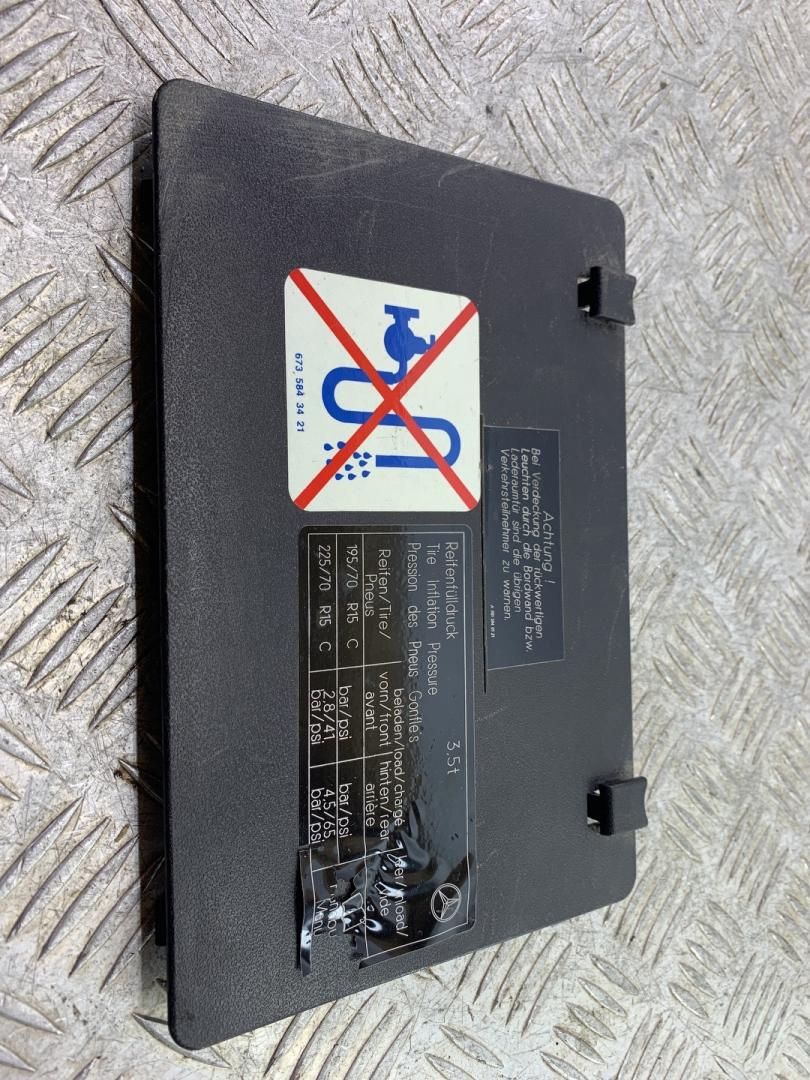 Achtung !
Bei Verdeckung der rückwertigen
Leuchten durch die Bordwand bzw.
Laderaumtür sind die übrigen
Verkehrsteilnehmer zu warnen.
673 584 34 21
Reifenfülldruck 3,5t
Tire Inflation Pressure
Pression des Pneus Gonflés
beladen/load/chargé
Reifen/Tire/ vorn/front hinten/rear
Pneus avant arrière
195/70 R15 C bar/psi bar/psi
2,8/41 4,5/65
225/70 R15 C bar/psi bar/psi